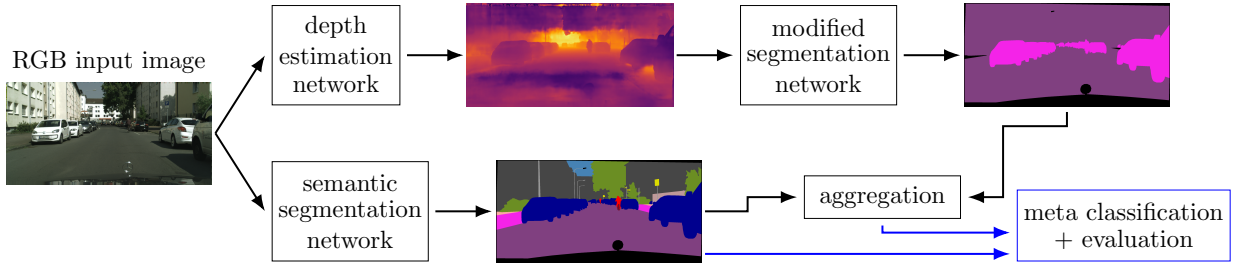 RGB input image
depth
estimation
network
modified
segmentation
network
semantic
segmentation
network
aggregation
meta classification
+ evaluation